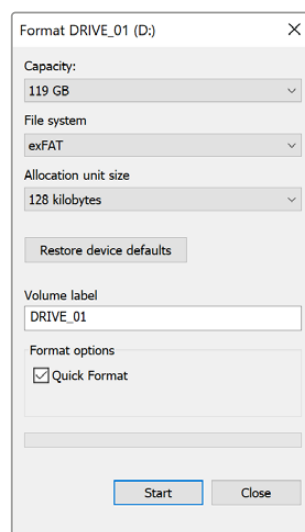 Format DRIVE_01 (D:)
Capacity:
119 GB
File system
exFAT
Allocation unit size
128 kilobytes
Restore device defaults
Volume label
DRIVE_01
Format options
Quick Format
Start
Close